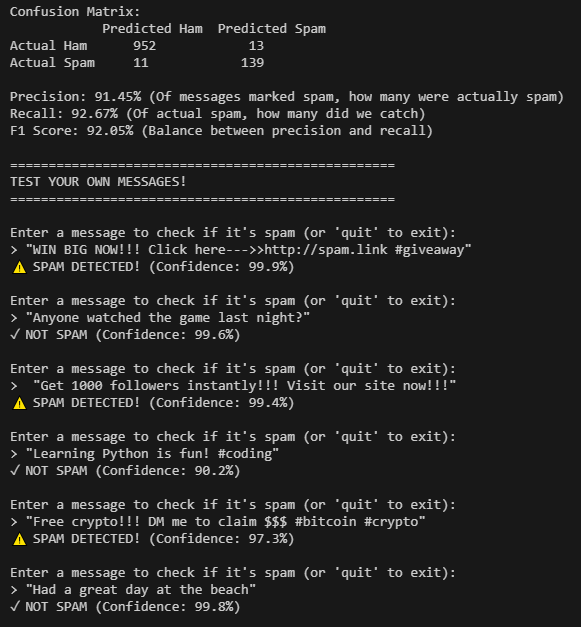 Confusion Matrix:
            Predicted Ham  Predicted Spam
Actual Ham      952            13
Actual Spam     11            139

Precision: 91.45% (Of messages marked spam, how many were actually spam)
Recall: 92.67% (Of actual spam, how many did we catch)
F1 Score: 92.05% (Balance between precision and recall)

==================================================
TEST YOUR OWN MESSAGES!
==================================================

Enter a message to check if it's spam (or 'quit' to exit):
> "WIN BIG NOW!!! Click here--->>http://spam.link #giveaway"
⚠️ SPAM DETECTED! (Confidence: 99.9%)

Enter a message to check if it's spam (or 'quit' to exit):
> "Anyone watched the game last night?"
✓ NOT SPAM (Confidence: 99.6%)

Enter a message to check if it's spam (or 'quit' to exit):
>  "Get 1000 followers instantly!!! Visit our site now!!!"
⚠️ SPAM DETECTED! (Confidence: 99.4%)

Enter a message to check if it's spam (or 'quit' to exit):
> "Learning Python is fun! #coding"
✓ NOT SPAM (Confidence: 90.2%)

Enter a message to check if it's spam (or 'quit' to exit):
> "Free crypto!!! DM me to claim $$$ #bitcoin #crypto"
⚠️ SPAM DETECTED! (Confidence: 97.3%)

Enter a message to check if it's spam (or 'quit' to exit):
> "Had a great day at the beach"
✓ NOT SPAM (Confidence: 99.8%)